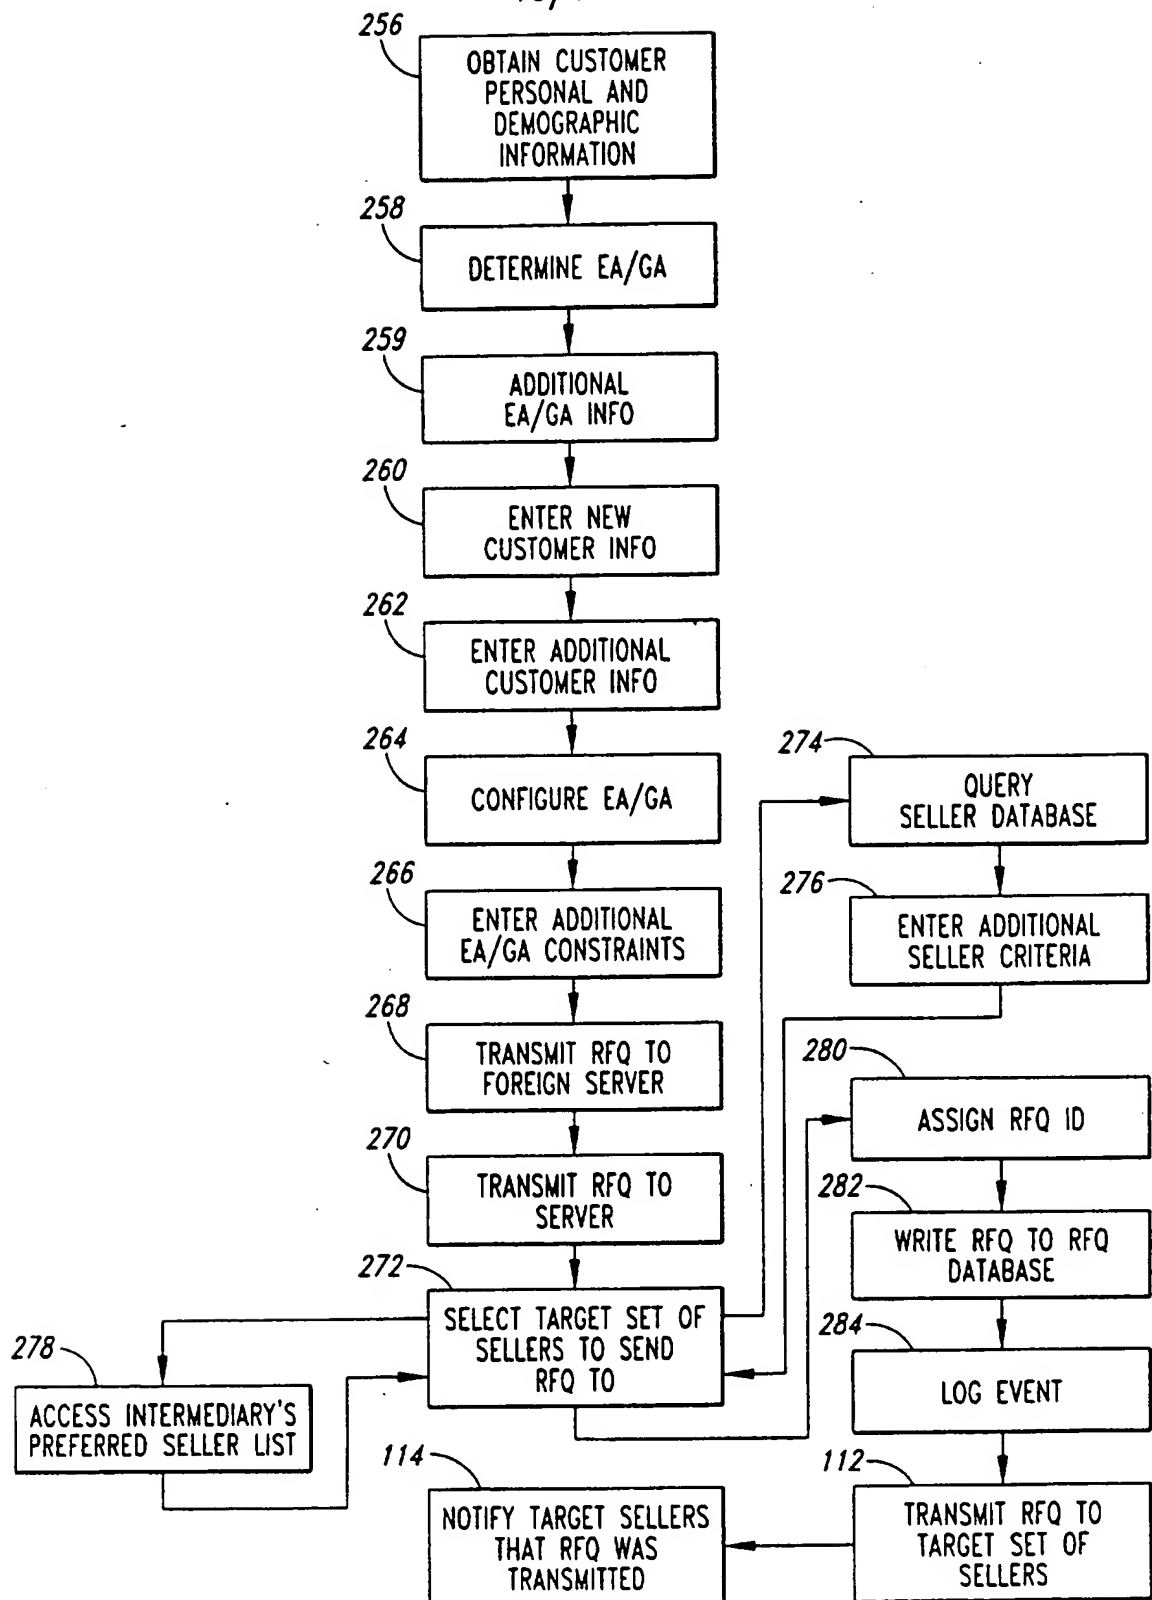 256
OBTAIN CUSTOMER
PERSONAL AND
DEMOGRAPHIC
INFORMATION
258
DETERMINE EA/GA
259
ADDITIONAL
EA/GA INFO
260
ENTER NEW
CUSTOMER INFO
262
ENTER ADDITIONAL
CUSTOMER INFO
264
CONFIGURE EA/GA
266
ENTER ADDITIONAL
EA/GA CONSTRAINTS
268
TRANSMIT RFQ TO
FOREIGN SERVER
270
TRANSMIT RFQ TO
SERVER
272
SELECT TARGET SET OF
SELLERS TO SEND
RFQ TO
274
QUERY
SELLER DATABASE
276
ENTER ADDITIONAL
SELLER CRITERIA
278
ACCESS INTERMEDIARY'S
PREFERRED SELLER LIST
280
ASSIGN RFQ ID
282
WRITE RFQ TO RFQ
DATABASE
284
LOG EVENT
112
TRANSMIT RFQ TO
TARGET SET OF
SELLERS
114
NOTIFY TARGET SELLERS
THAT RFQ WAS
TRANSMITTED